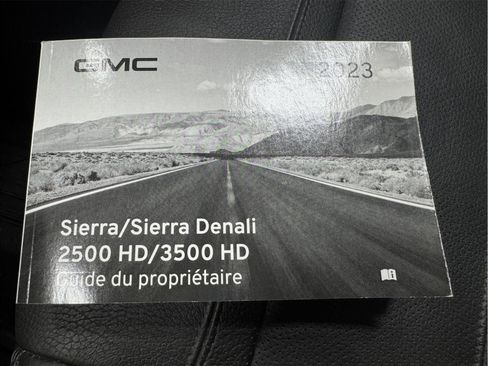 GMC 2023
Sierra/Sierra Denali
2500 HD/3500 HD
Guide du propriétaire